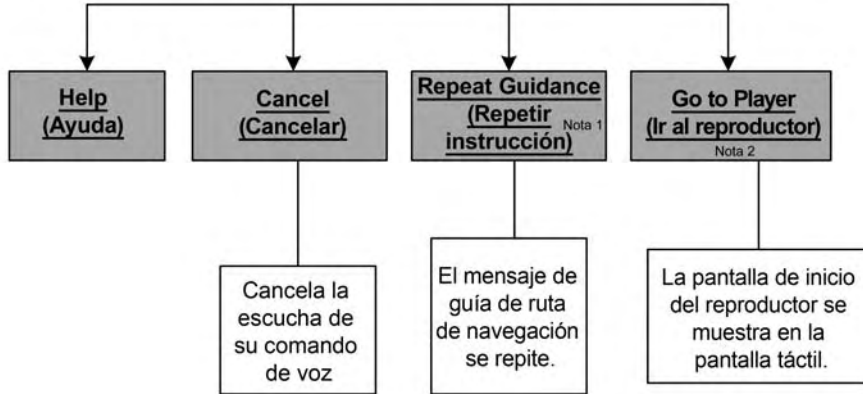 Help
(Ayuda)
Cancel
(Cancelar)
Repeat Guidance
(Repetir
instrucción) Nota 1
Go to Player
(Ir al reproductor)
Nota 2
Cancela la
escucha de
su comando
de voz
El mensaje de
guía de ruta
de navegación
se repite.
La pantalla de inicio
del reproductor se
muestra en la
pantalla táctil.